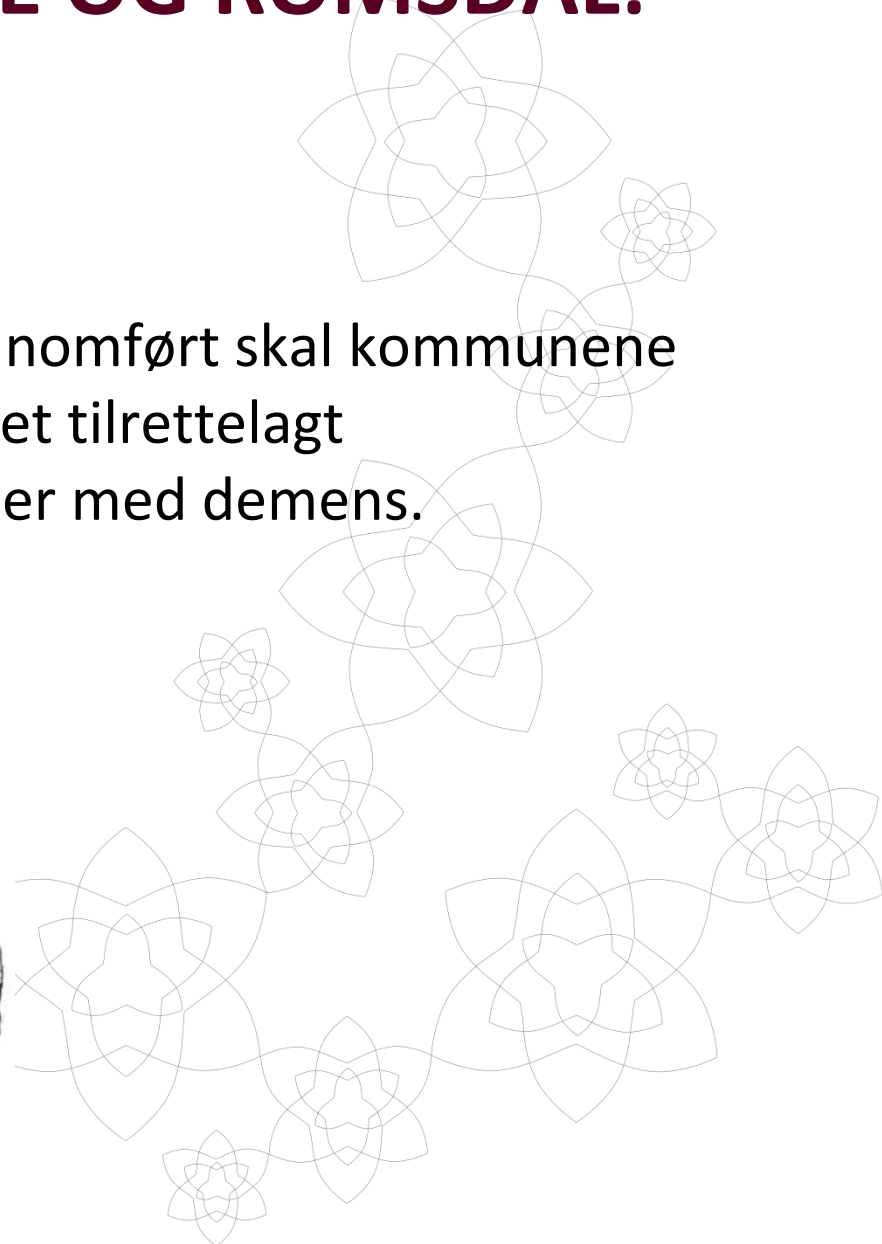 E OG ROMSDAL.
nomført skal kommunene
et tilrettelagt
er med demens.